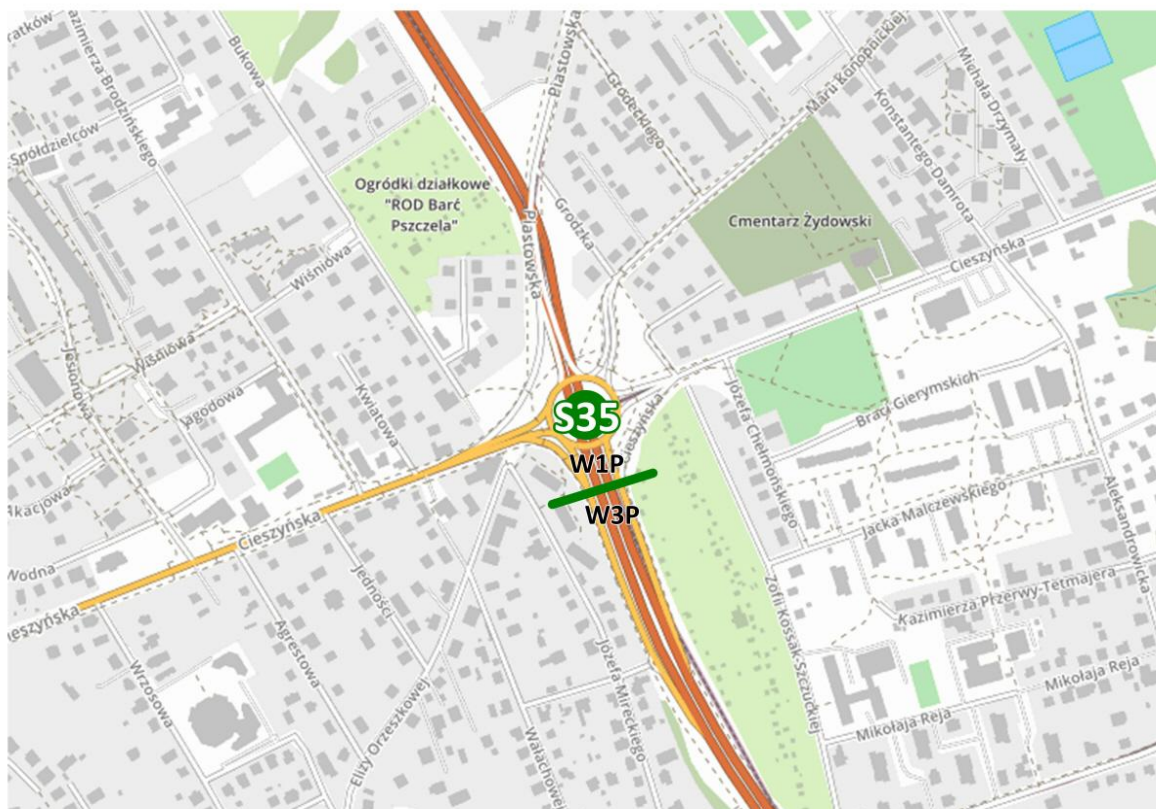 Kazimierza Brodzińskiego
Spółdzielców
Bukowa
Piastowska
Grodeckiego
Marii Konopnickiej
Konstantego Damrota
Michała Drzymały
Ogródki działkowe
"ROD Barć
Pszczela"
Piastowska
Grodzka
Cmentarz Żydowski
Cieszyńska
Wiśniowa
Wiśniowa
Jesionowa
Jagodowa
Kwiatowa
Akacjowa
S35
Cieszyńska
W1P
W3P
Józefa Chełmońskiego
Braci Gierymskich
Jacka Malczewskiego
Aleksandrowicka
Cieszyńska
Wodna
Jedności
Cieszyńska
Agrestowa
Wrzosowa
Elizy Orzeszkowej
Józefa Mireckiego
Wałachowej
Zofii Kossak-Szczuckiej
Kazimierza Przerwy-Tetmajera
Mikołaja Reja
Mikołaja Reja